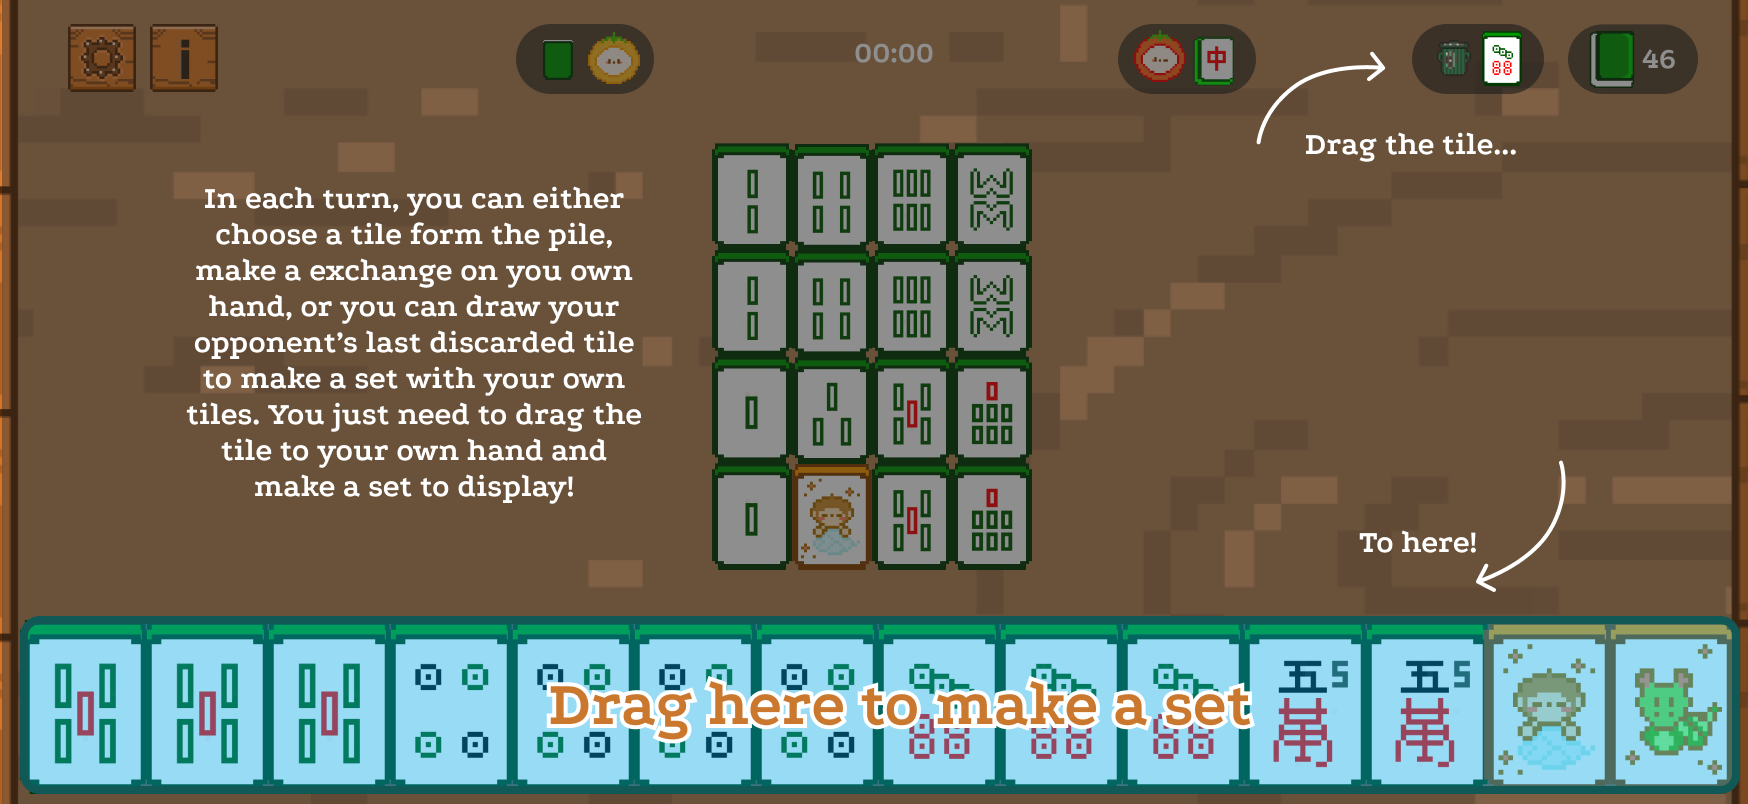 00:00
中
46
Drag the tile...
In each turn, you can either
choose a tile form the pile,
make a exchange on you own
hand, or you can draw your
opponent's last discarded tile
to make a set with your own
tiles. You just need to drag the
tile to your own hand and
make a set to display!
To here!
Drag here to make a set
五5
萬
五5
萬